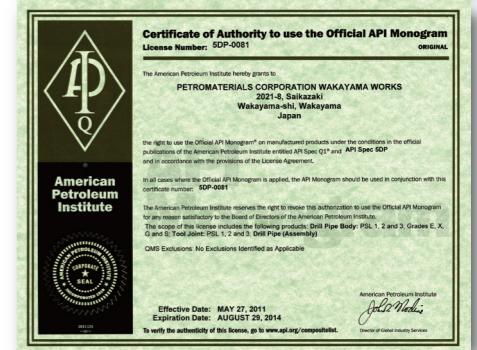 Certificate of Authority to use the Official API Monogram
License Number: 5DP-0081
ORIGINAL
The American Petroleum Institute hereby grants to
PETROMATERIALS CORPORATION WAKAYAMA WORKS
2021-8, Saikazaki
Wakayama-shi, Wakayama
Japan
the right to use the Official API Monogram® on manufactured products under the conditions in the official
publications of the American Petroleum Institute entitled API Spec Q1® and API Spec 5DP
and in accordance with the provisions of the License Agreement.
In all cases where the Official API Monogram is applied, the API Monogram should be used in conjunction with this
certificate number: 5DP-0081
The American Petroleum Institute reserves the right to revoke this authorization to use the Official API Monogram
for any reason satisfactory to the Board of Directors of the American Petroleum Institute.
The scope of this license includes the following products: Drill Pipe Body: PSL 1, 2 and 3; Grades E, X,
G and S; Tool Joint: PSL 1, 2 and 3; Drill Pipe (Assembly)
QMS Exclusions: No Exclusions Identified as Applicable
Effective Date: MAY 27, 2011
Expiration Date: AUGUST 29, 2014
To verify the authenticity of this license, go to www.api.org/compositelist.
American Petroleum Institute
Director of Global Industry Services
API
Q
®
American
Petroleum
Institute
AMERICAN PETROLEUM INSTITUTE
CORPORATE
SEAL